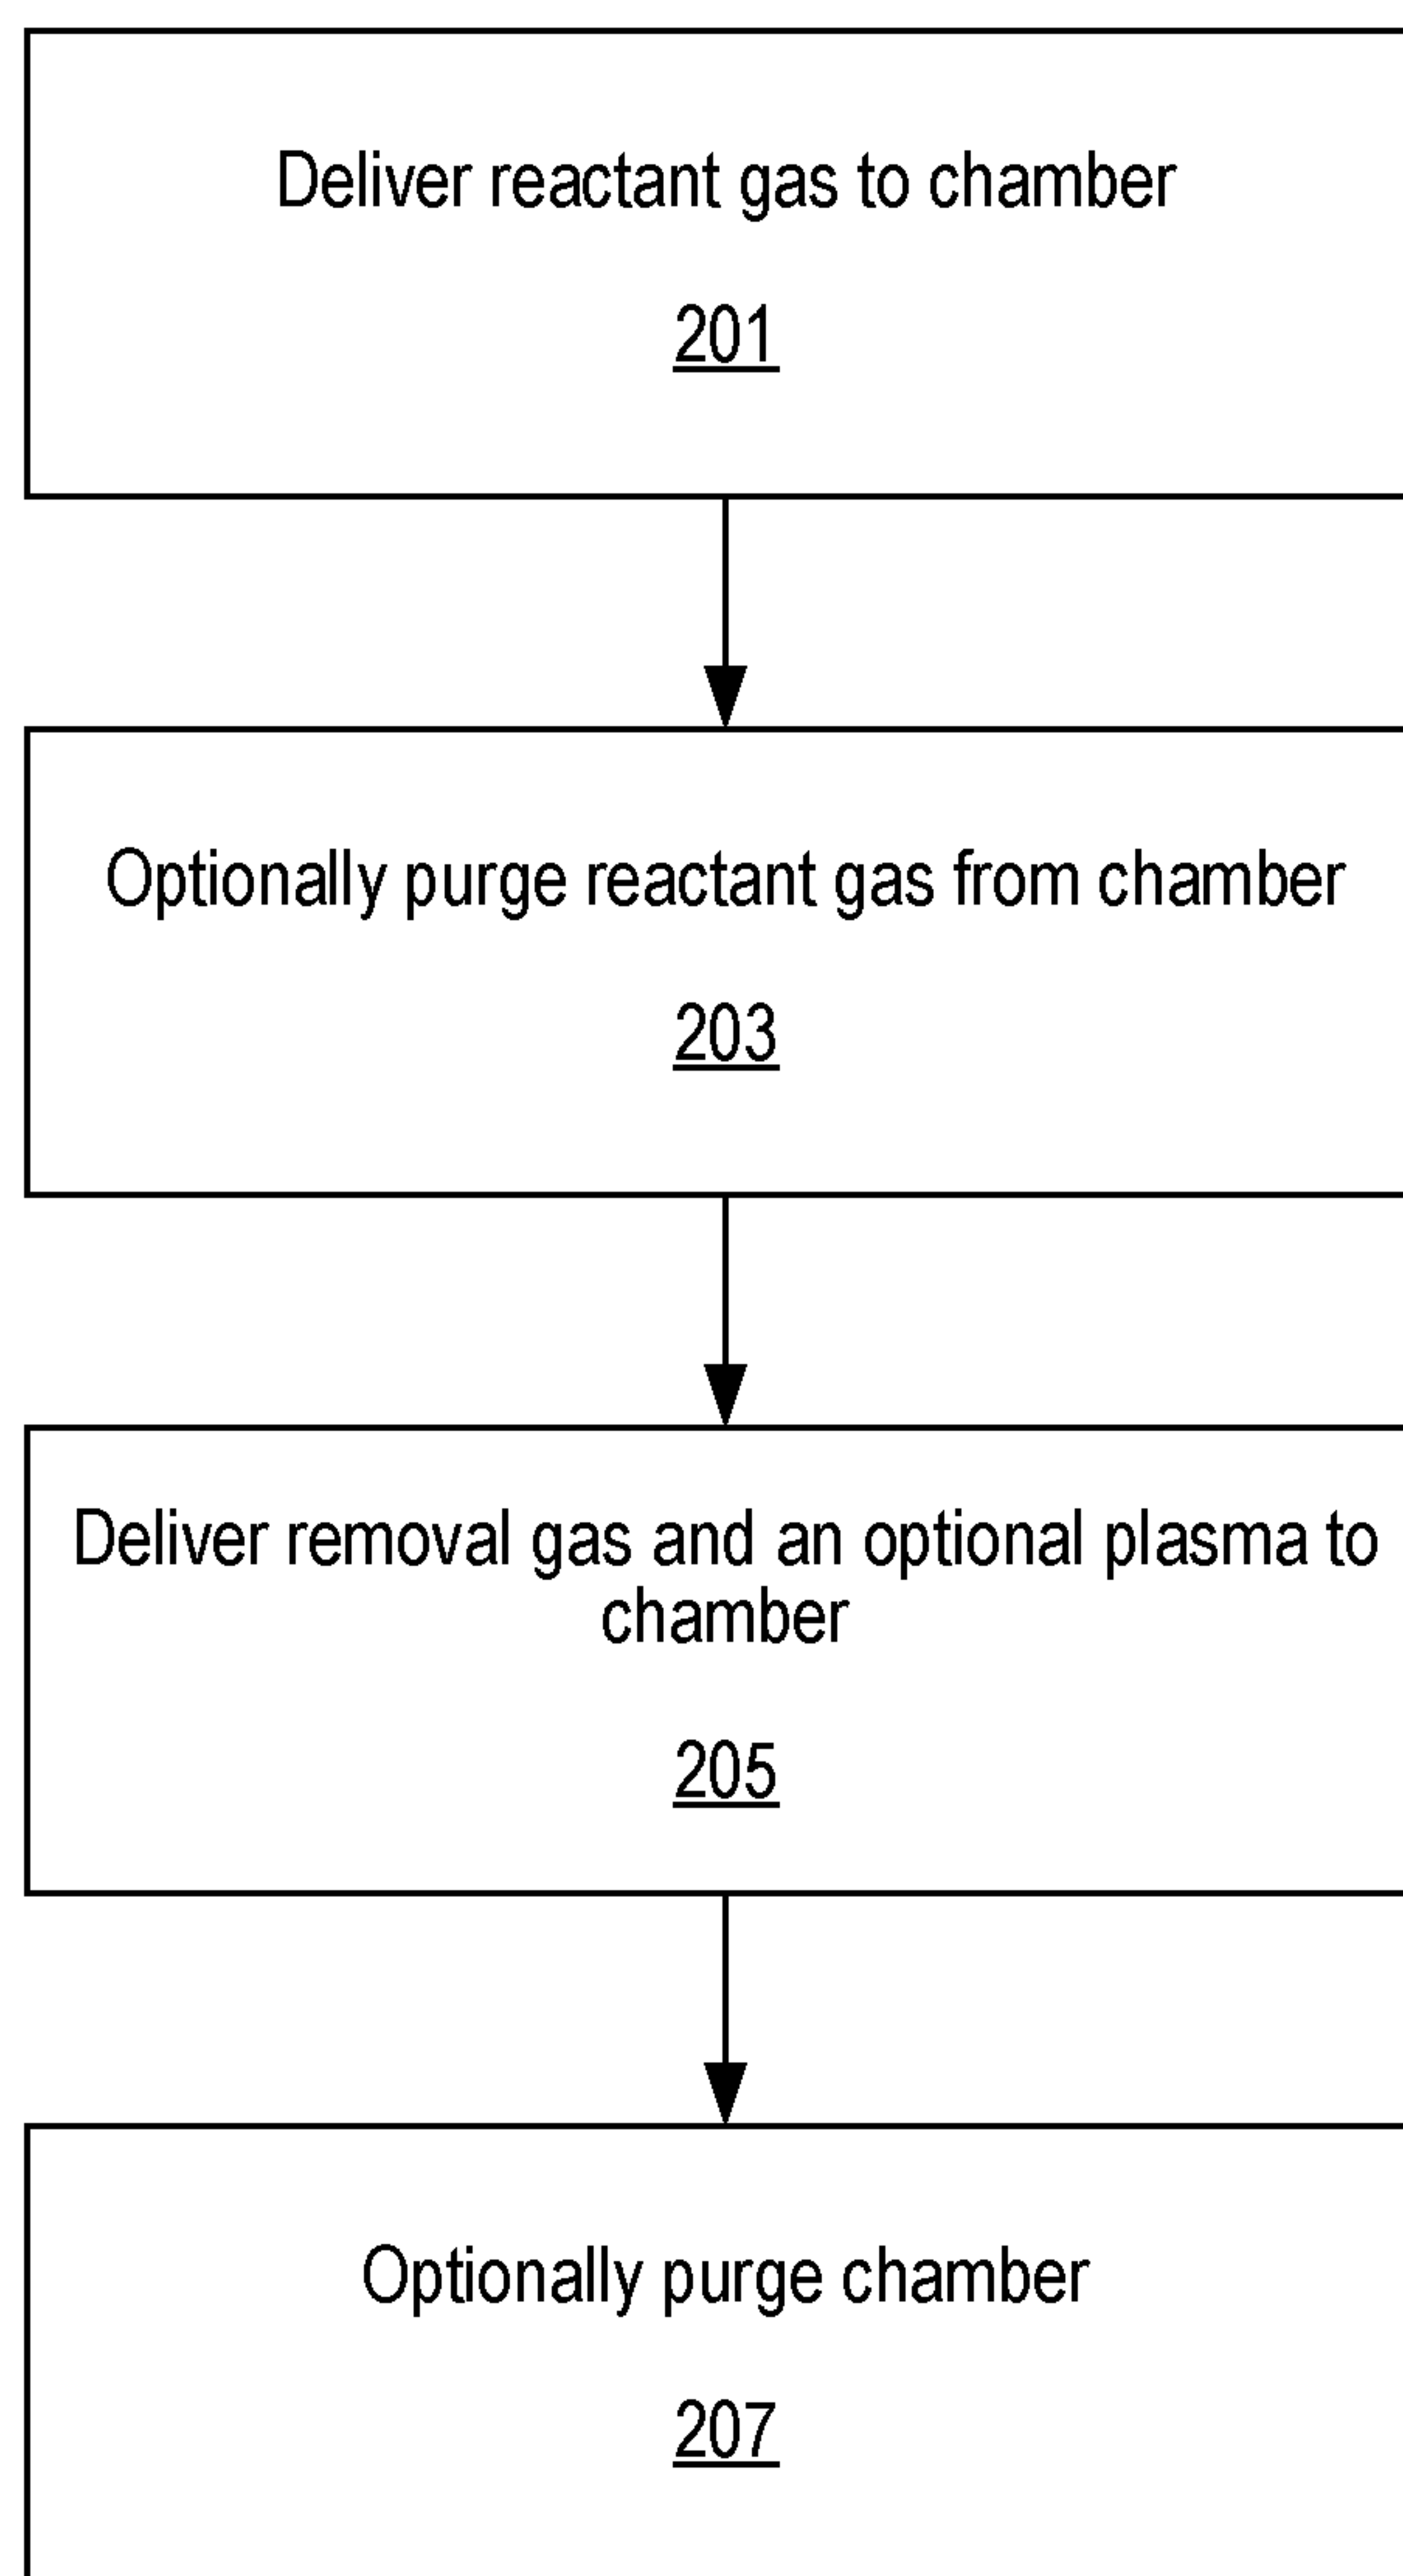 Deliver reactant gas to chamber
201
Optionally purge reactant gas from chamber
203
Deliver removal gas and an optional plasma to
chamber
205
Optionally purge chamber
207